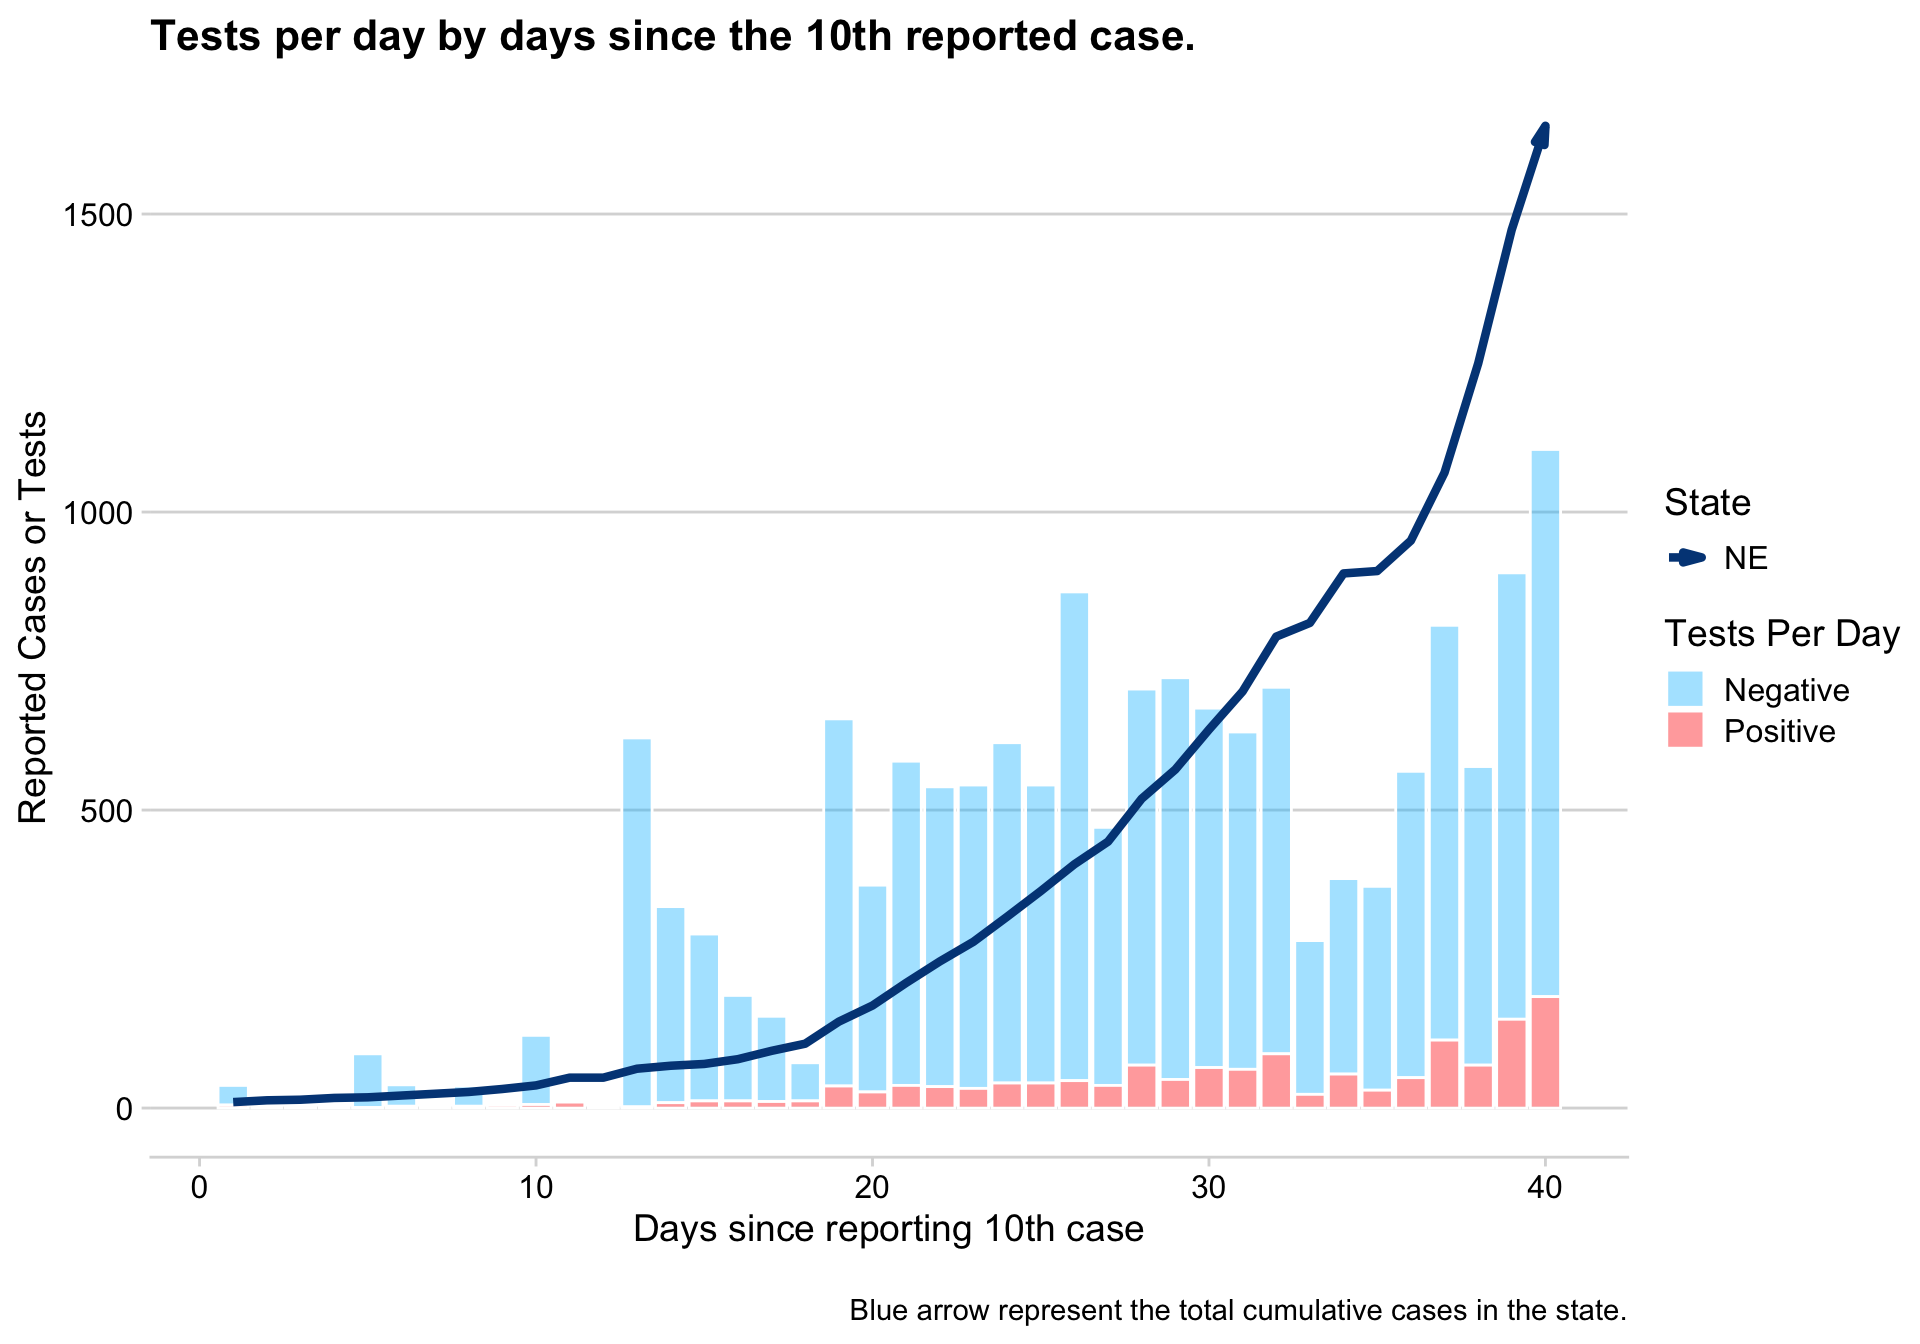 Tests per day by days since the 10th reported case.
Reported Cases or Tests
1500
1000
500
0
0 10 20 30 40
Days since reporting 10th case
State
NE
Tests Per Day
Negative
Positive
Blue arrow represent the total cumulative cases in the state.